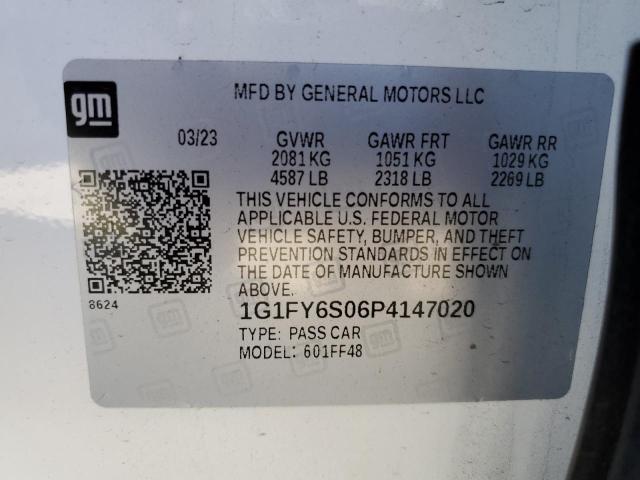 gm
MFD BY GENERAL MOTORS LLC
03/23 GVWR GAWR FRT GAWR RR
2081 KG 1051 KG 1029 KG
4587 LB 2318 LB 2269 LB
THIS VEHICLE CONFORMS TO ALL
APPLICABLE U.S. FEDERAL MOTOR
VEHICLE SAFETY, BUMPER, AND THEFT
PREVENTION STANDARDS IN EFFECT ON
THE DATE OF MANUFACTURE SHOWN
ABOVE.
8624
1G1FY6S06P4147020
TYPE: PASS CAR
MODEL: 601FF48